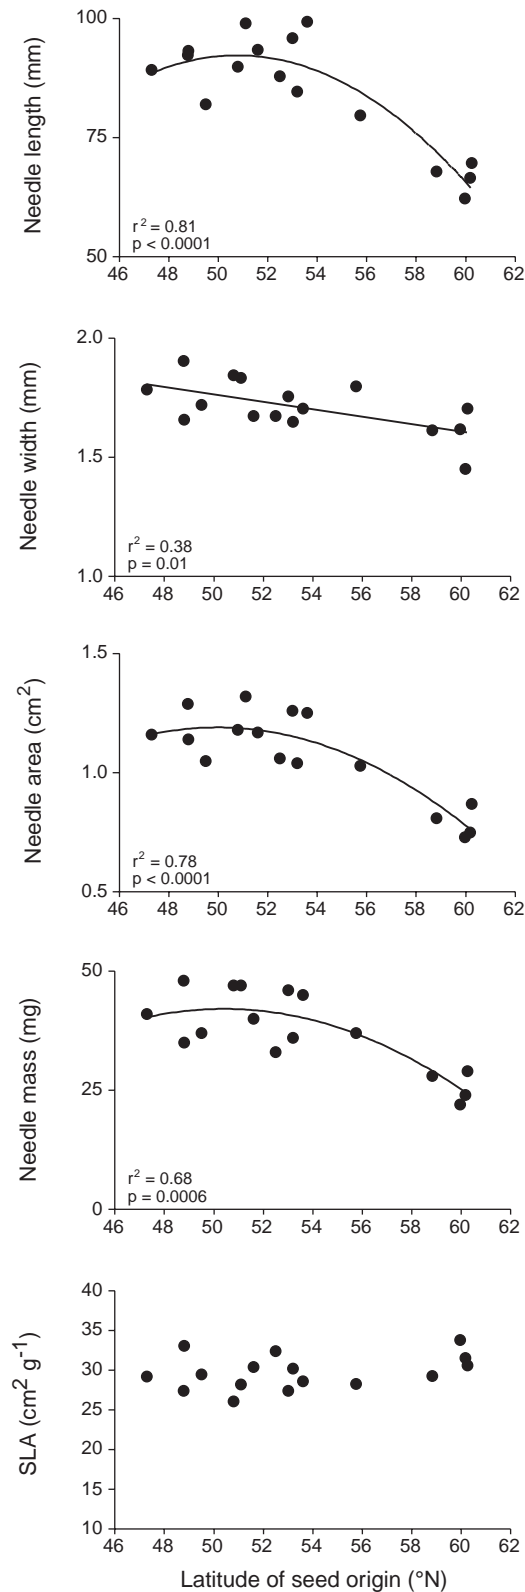 100
75
50
Needle length (mm)
r² = 0.81
p < 0.0001
46 48 50 52 54 56 58 60 62
2.0
1.5
1.0
Needle width (mm)
r² = 0.38
p = 0.01
46 48 50 52 54 56 58 60 62
1.5
1.0
0.5
Needle area (cm²)
r² = 0.78
p < 0.0001
46 48 50 52 54 56 58 60 62
50
25
0
Needle mass (mg)
r² = 0.68
p = 0.0006
46 48 50 52 54 56 58 60 62
40
35
30
25
20
15
10
SLA (cm² g⁻¹)
46 48 50 52 54 56 58 60 62
Latitude of seed origin (°N)